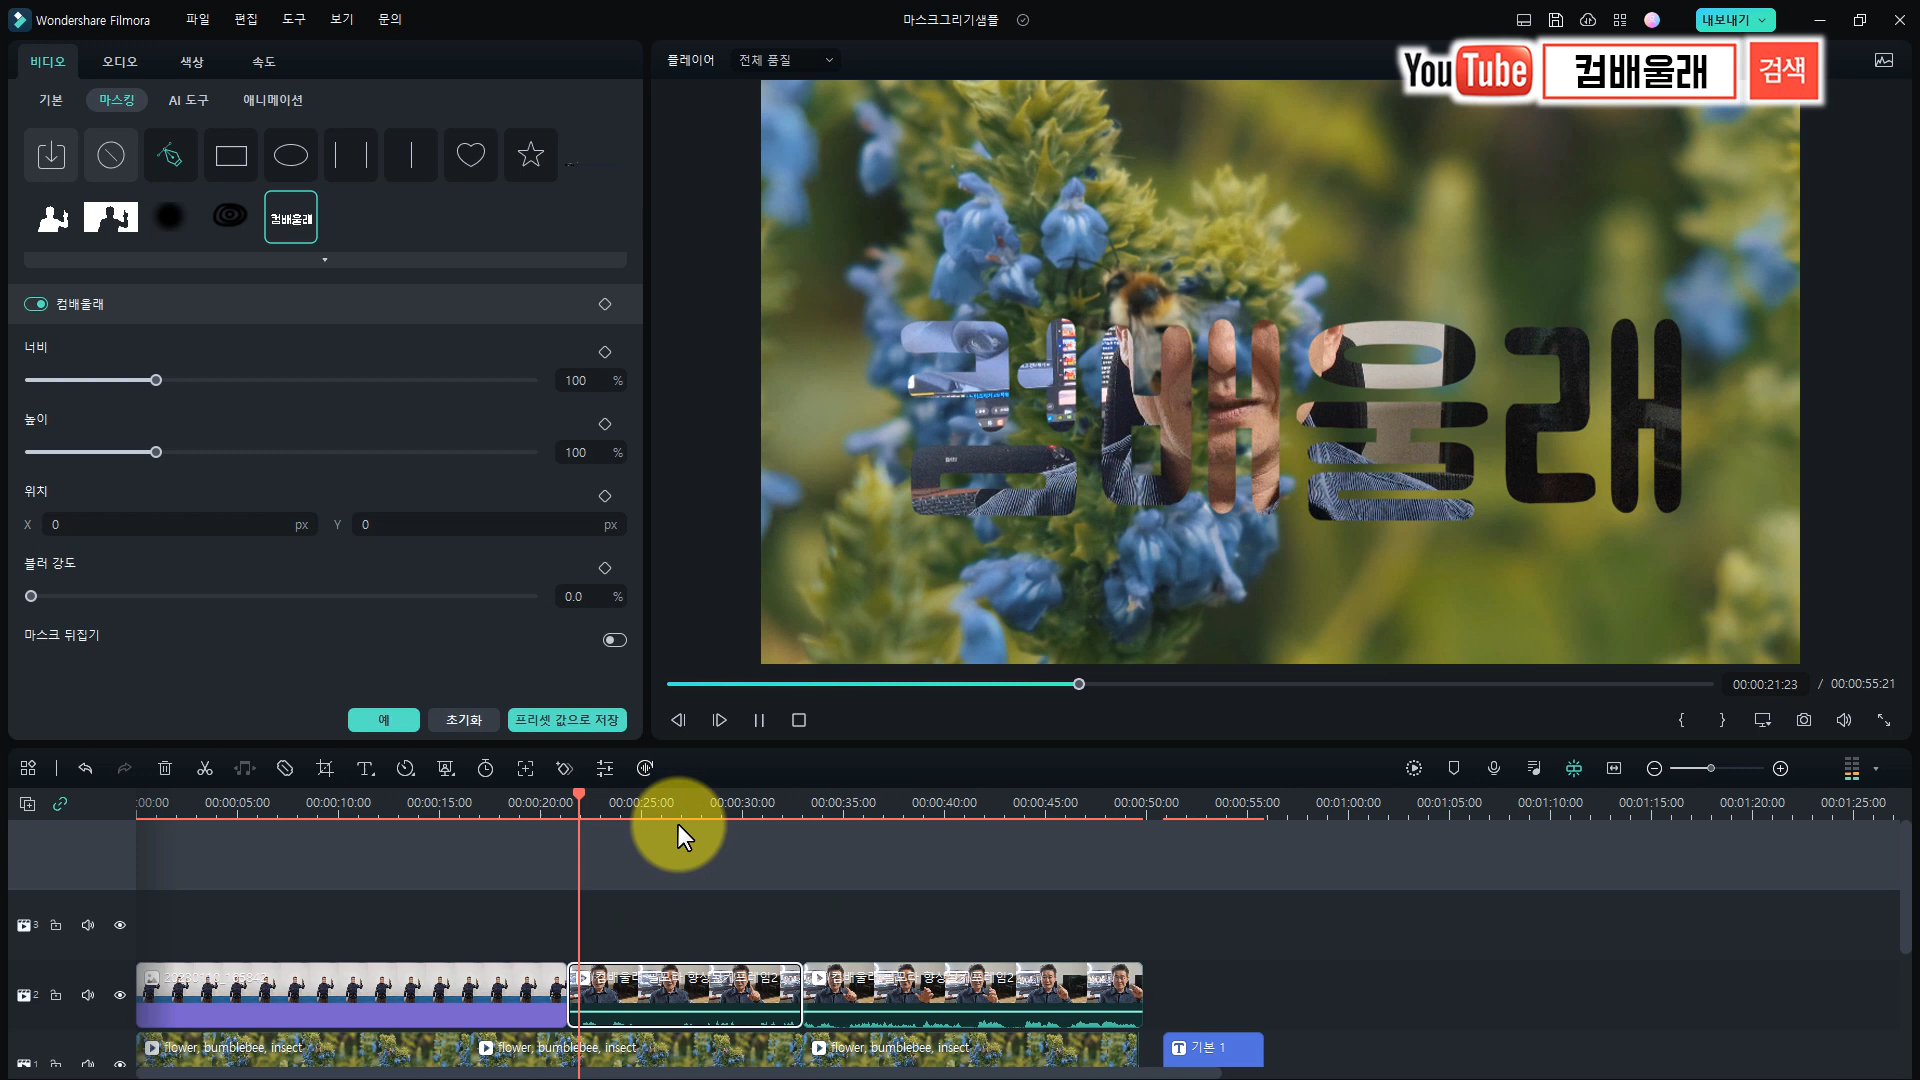 Wondershare Filmora
파일
편집
도구
보기
문의
마스크그리기샘플
내보내기
비디오
오디오
색상
속도
플레이어
전체 품질
YouTube
컴배울래
검색
기본
마스킹
AI 도구
애니메이션
컴배울래
컴배울래
너비
100 %
높이
100 %
위치
X 0 px Y 0 px
블러 강도
0.0 %
마스크 뒤집기
컴배울래
예
초기화
프리셋 값으로 저장
00:00:21:23 / 00:00:55:21
:00:00 00:00:05:00 00:00:10:00 00:00:15:00 00:00:20:00 00:00:25:00 00:00:30:00 00:00:35:00 00:00:40:00 00:00:45:00 00:00:50:00 00:00:55:00 00:01:00:00 00:01:05:00 00:01:10:00 00:01:15:00 00:01:20:00 00:01:25:00
3
2
1
flower, bumblebee, insect
flower, bumblebee, insect
flower, bumblebee, insect
기본 1